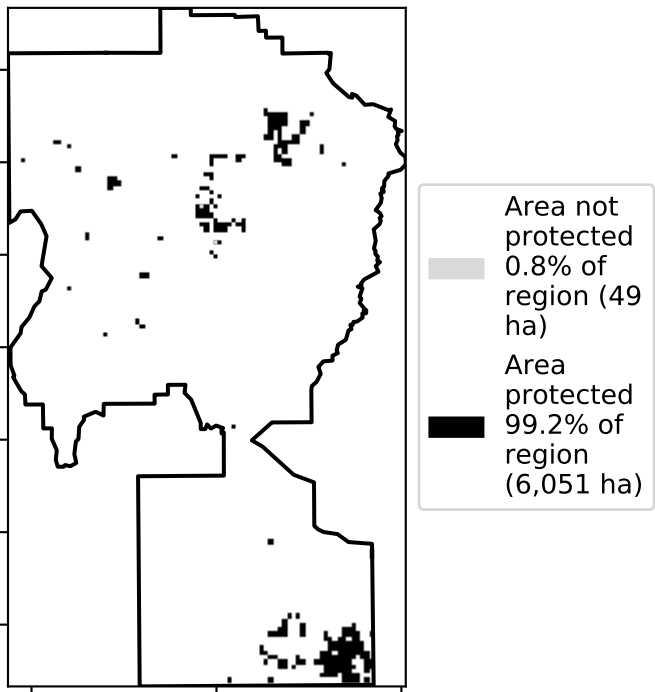 Area not
protected
0.8% of
region (49
ha)
Area
protected
99.2% of
region
(6,051 ha)